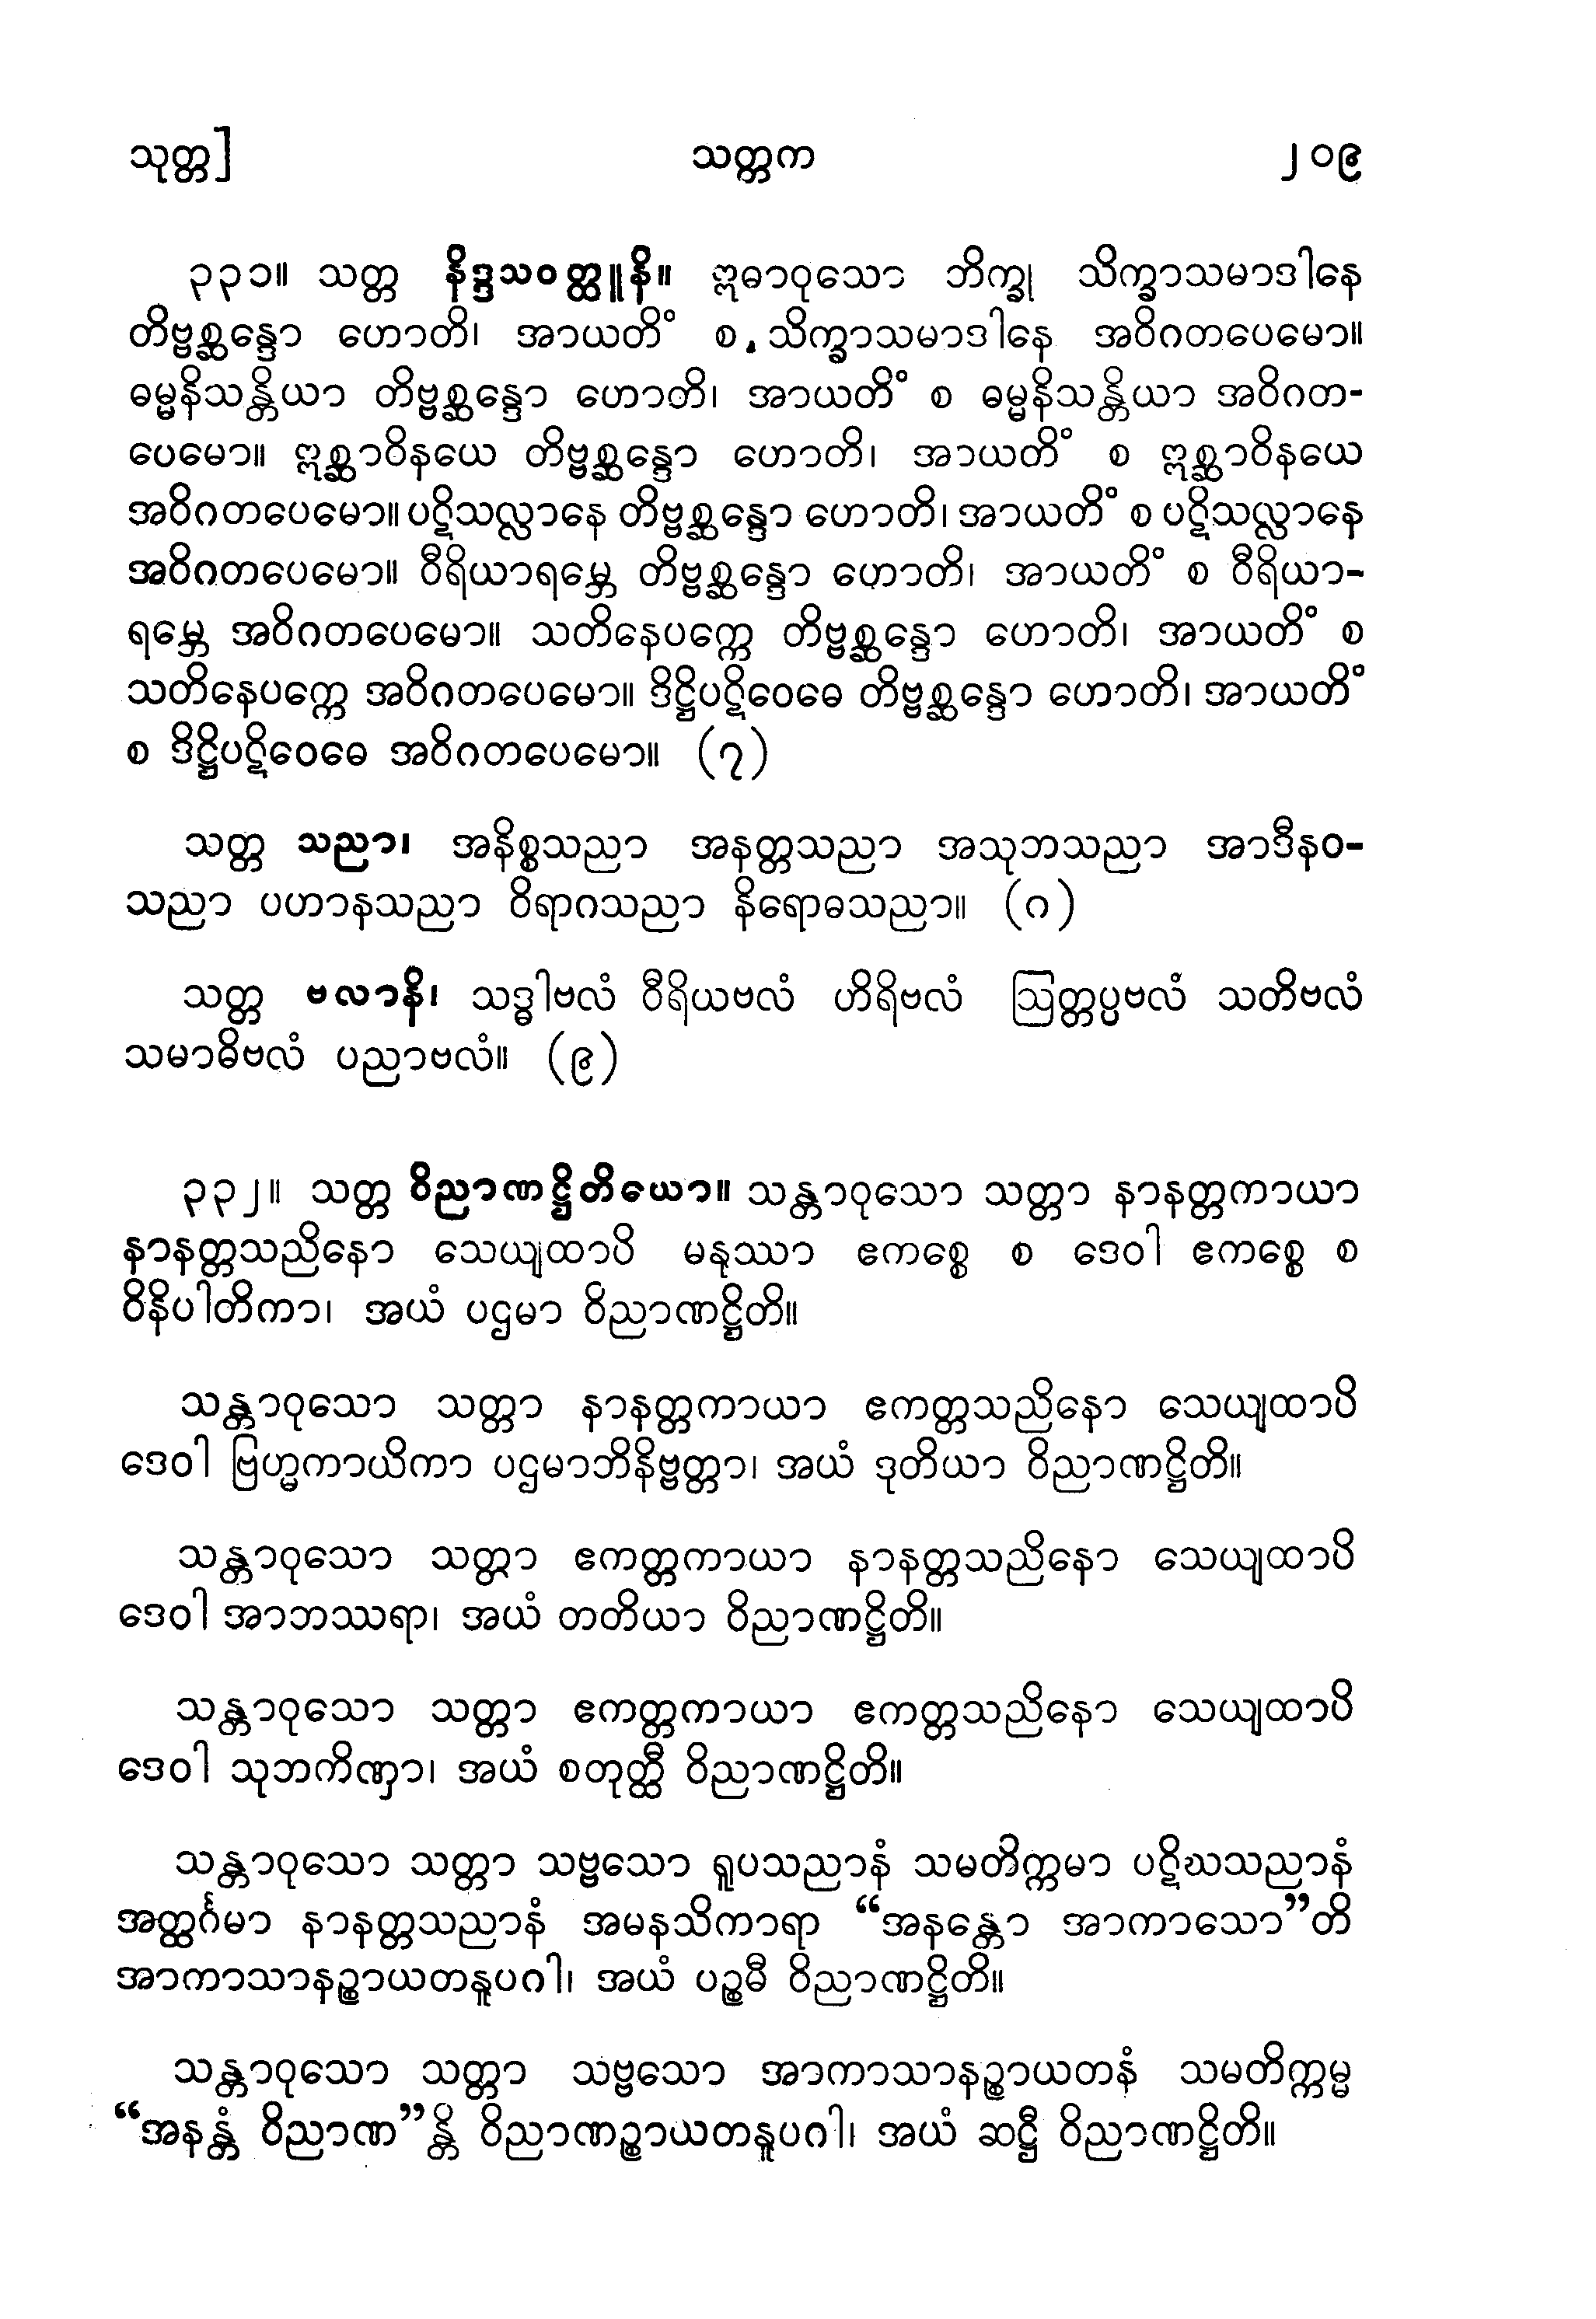 သုတ္တ] သတ္တက ၂၀၉
၃၃၁။ သတ္တ နိဒ္ဒသဝတ္ထူနိ။ ဣဓာဝုသော ဘိက္ခု သိက္ခာသမာဒါနေ
တိဗ္ဗစ္ဆန္ဒော ဟောတိ၊ အာယတိံ စ သိက္ခာသမာဒါနေ အဝိဂတပေမော။
ဓမ္မနိသန္တိယာ တိဗ္ဗစ္ဆန္ဒော ဟောတိ၊ အာယတိံ စ ဓမ္မနိသန္တိယာ အဝိဂတ-
ပေမော။ ဣစ္ဆာဝိနယေ တိဗ္ဗစ္ဆန္ဒော ဟောတိ၊ အာယတိံ စ ဣစ္ဆာဝိနယေ
အဝိဂတပေမော။ ပဋိသလ္လာနေ တိဗ္ဗစ္ဆန္ဒော ဟောတိ၊ အာယတိံ စ ပဋိသလ္လာနေ
အဝိဂတပေမော။ ဝီရိယာရမ္ဘေ တိဗ္ဗစ္ဆန္ဒော ဟောတိ၊ အာယတိံ စ ဝီရိယာ-
ရမ္ဘေ အဝိဂတပေမော။ သတိနေပက္ကေ တိဗ္ဗစ္ဆန္ဒော ဟောတိ၊ အာယတိံ စ
သတိနေပက္ကေ အဝိဂတပေမော။ ဒိဋ္ဌိပဋိဝေဓေ တိဗ္ဗစ္ဆန္ဒော ဟောတိ၊ အာယတိံ
စ ဒိဋ္ဌိပဋိဝေဓေ အဝိဂတပေမော။ (၇)
သတ္တ သညာ၊ အနိစ္စသညာ အနတ္တသညာ အသုဘသညာ အာဒီနဝ-
သညာ ပဟာနသညာ ဝိရာဂသညာ နိရောဓသညာ။ (ဂ)
သတ္တ ဗလာနိ၊ သဒ္ဓါဗလံ ဝီရိယဗလံ ဟိရိဗလံ ဩတ္တပ္ပဗလံ သတိဗလံ
သမာဓိဗလံ ပညာဗလံ။ (၉)
၃၃၂။ သတ္တ ဝိညာဏဋ္ဌိတိယော။ သန္တာဝုသော သတ္တာ နာနတ္တကာယာ
နာနတ္တသညိနော သေယျထာပိ မနုဿာ ဧကစ္စေ စ ဒေဝါ ဧကစ္စေ စ
ဝိနိပါတိကာ၊ အယံ ပဌမာ ဝိညာဏဋ္ဌိတိ။
သန္တာဝုသော သတ္တာ နာနတ္တကာယာ ဧကတ္တသညိနော သေယျထာပိ
ဒေဝါ ဗြဟ္မကာယိကာ ပဌမာဘိနိဗ္ဗတ္တာ၊ အယံ ဒုတိယာ ဝိညာဏဋ္ဌိတိ။
သန္တာဝုသော သတ္တာ ဧကတ္တကာယာ နာနတ္တသညိနော သေယျထာပိ
ဒေဝါ အာဘဿရာ၊ အယံ တတိယာ ဝိညာဏဋ္ဌိတိ။
သန္တာဝုသော သတ္တာ ဧကတ္တကာယာ ဧကတ္တသညိနော သေယျထာပိ
ဒေဝါ သုဘကိဏှာ၊ အယံ စတုတ္ထီ ဝိညာဏဋ္ဌိတိ။
သန္တာဝုသော သတ္တာ သဗ္ဗသော ရူပသညာနံ သမတိက္ကမာ ပဋိဃသညာနံ
အတ္ထင်္ဂမာ နာနတ္တသညာနံ အမနသိကာရာ “အနန္တော အာကာသော”တိ
အာကာသာနဉ္စာယတနူပဂါ၊ အယံ ပဉ္စမီ ဝိညာဏဋ္ဌိတိ။
သန္တာဝုသော သတ္တာ သဗ္ဗသော အာကာသာနဉ္စာယတနံ သမတိက္ကမ္မ
“အနန္တံ ဝိညာဏ”န္တိ ဝိညာဏဉ္စာယတနူပဂါ၊ အယံ ဆဋ္ဌီ ဝိညာဏဋ္ဌိတိ။